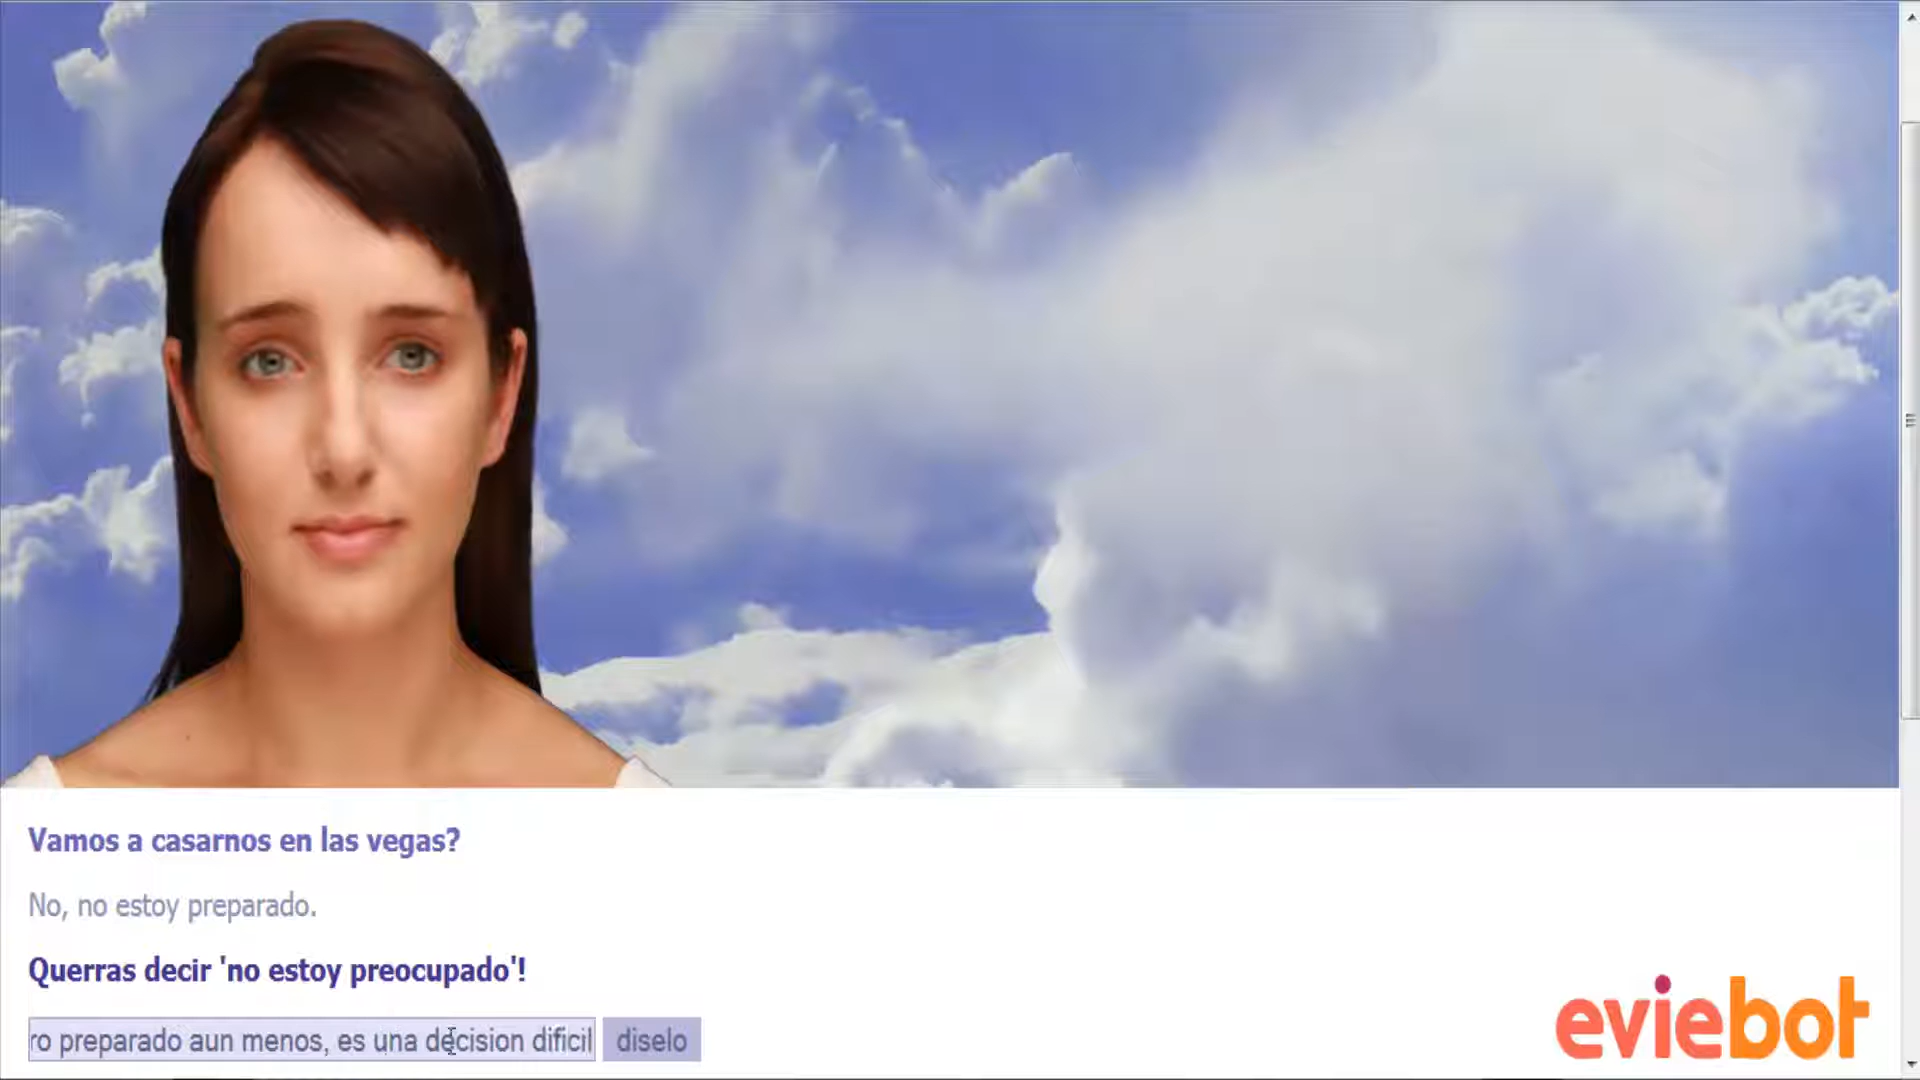 Vamos a casarnos en las vegas?
No, no estoy preparado.
Querras decir 'no estoy preocupado'!
ro preparado aun menos, es una decision dificil
diselo
eviebot